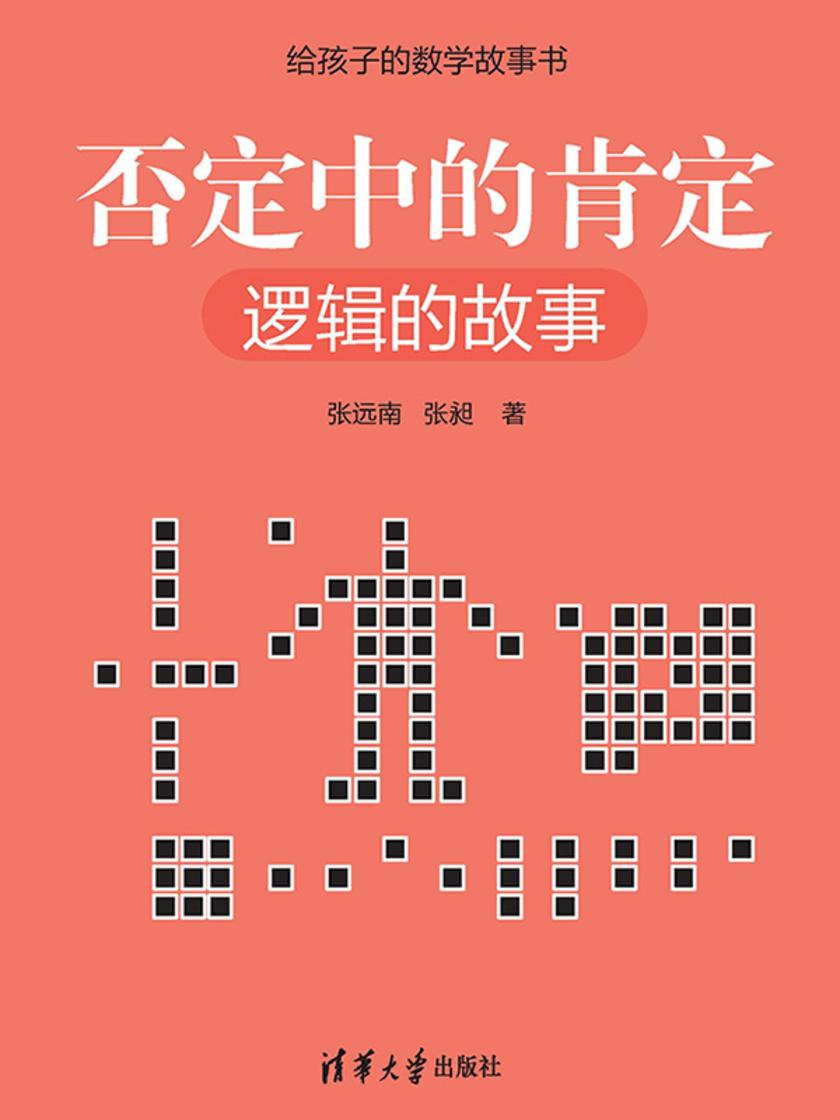 给孩子的数学故事书
否定中的肯定
逻辑的故事
张远南 张昶 著
清华大学出版社